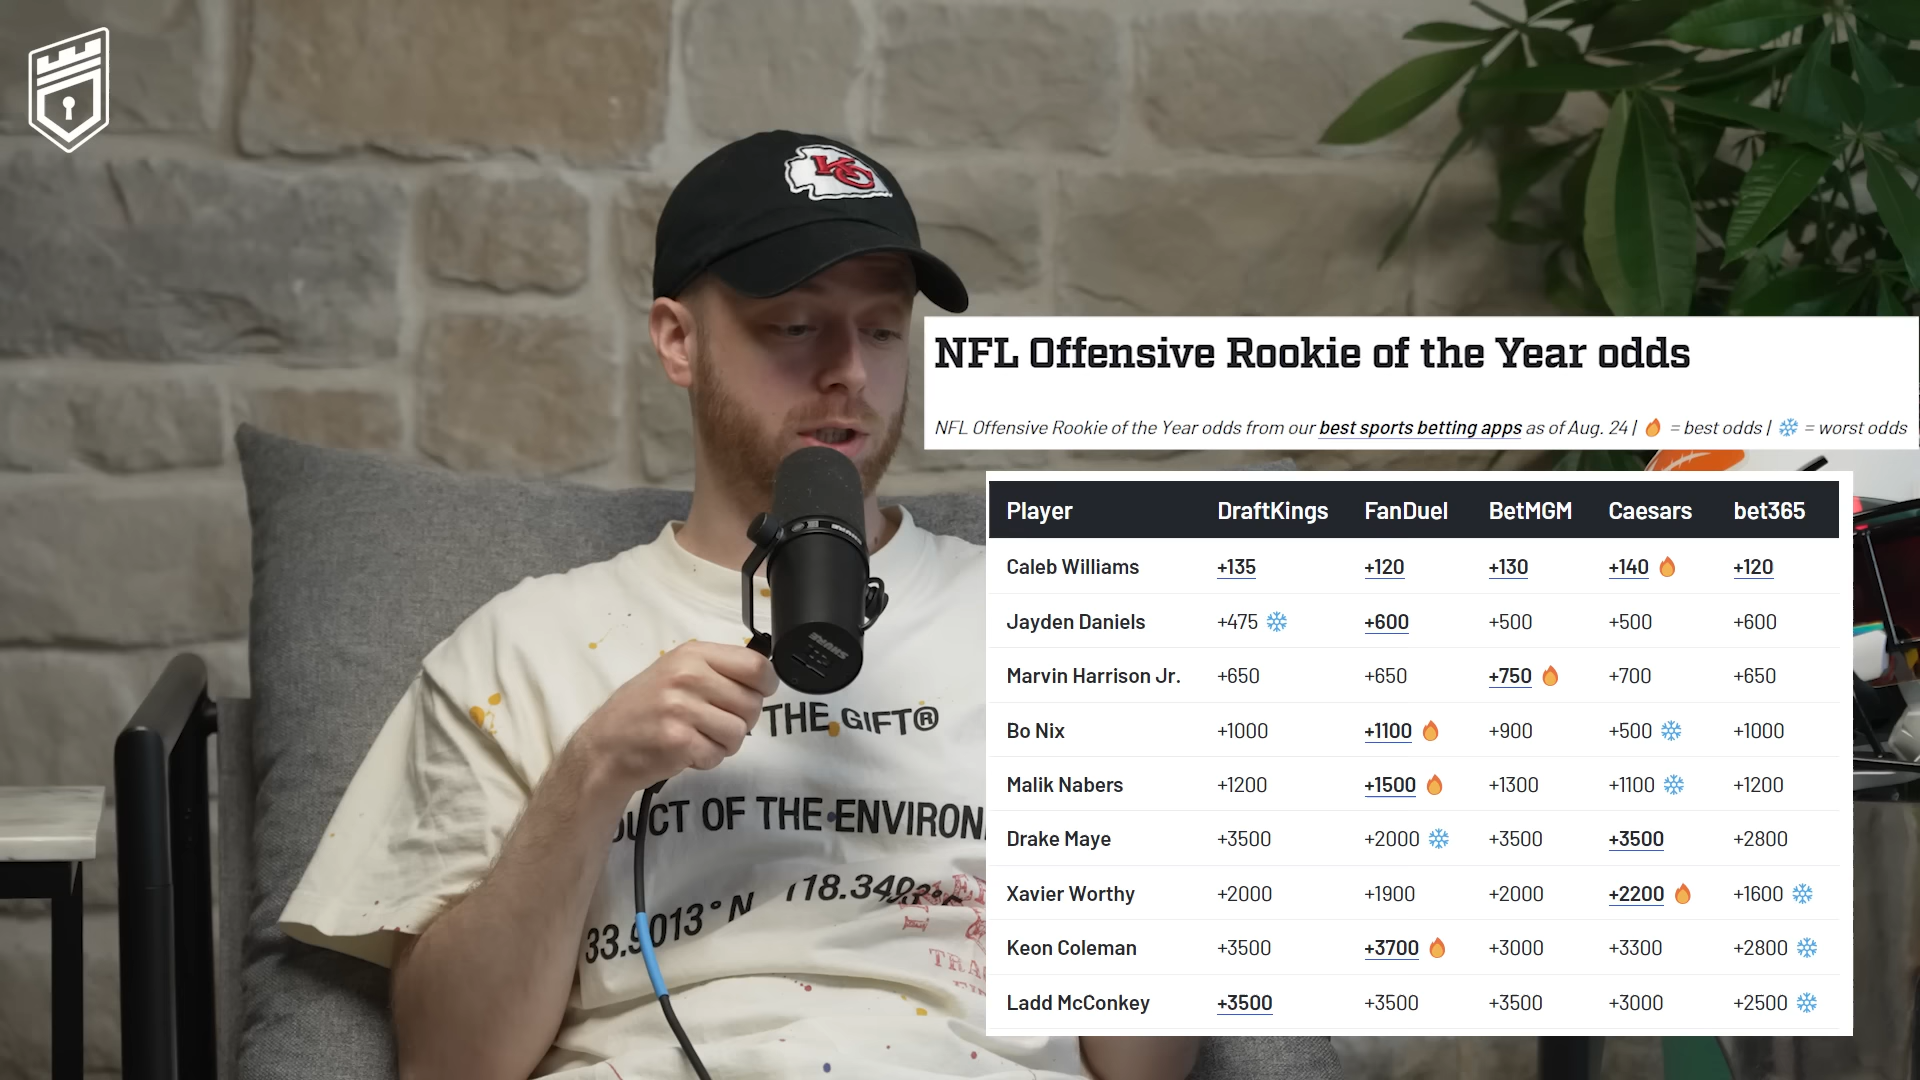 KC
NFL Offensive Rookie of the Year odds
NFL Offensive Rookie of the Year odds from our best sports betting apps as of Aug. 24 | 🔥 = best odds | ❄️ = worst odds
Player DraftKings FanDuel BetMGM Caesars bet365
Caleb Williams +135 +120 +130 +140 🔥 +120
Jayden Daniels +475 ❄️ +600 +500 +500 +600
Marvin Harrison Jr. +650 +650 +750 🔥 +700 +650
Bo Nix +1000 +1100 🔥 +900 +500 ❄️ +1000
Malik Nabers +1200 +1500 🔥 +1300 +1100 ❄️ +1200
Drake Maye +3500 +2000 ❄️ +3500 +3500 +2800
Xavier Worthy +2000 +1900 +2000 +2200 🔥 +1600 ❄️
Keon Coleman +3500 +3700 🔥 +3000 +3300 +2800 ❄️
Ladd McConkey +3500 +3500 +3500 +3000 +2500 ❄️
SHURE
THE GIFT®
DUCT OF THE ENVIRON
33.9013° N 118.340